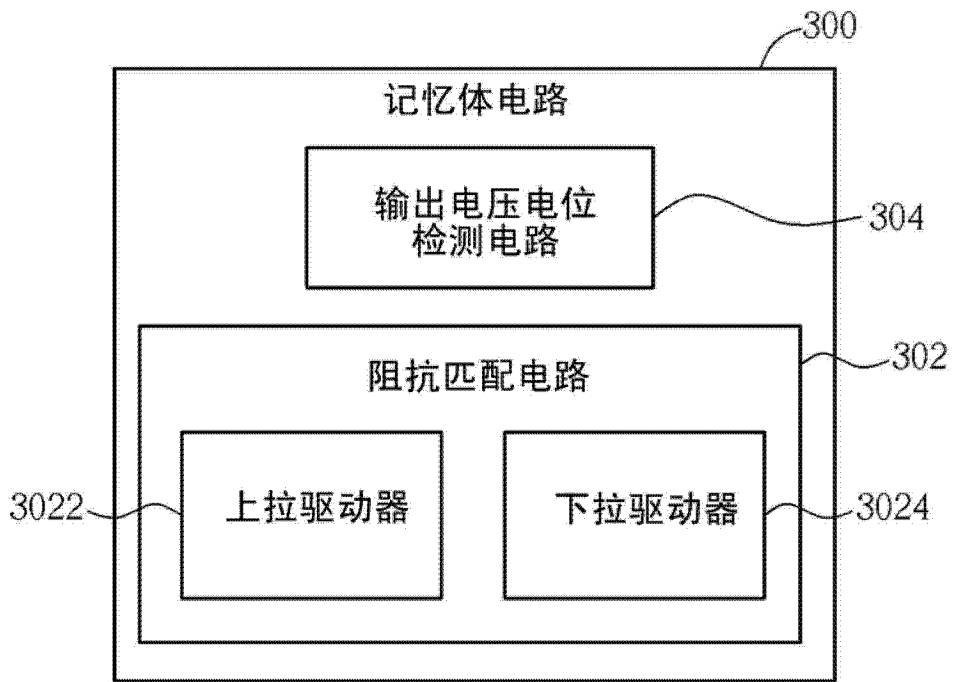 300
记忆体电路
输出电压电位
检测电路
304
阻抗匹配电路
302
3022
上拉驱动器
下拉驱动器
3024